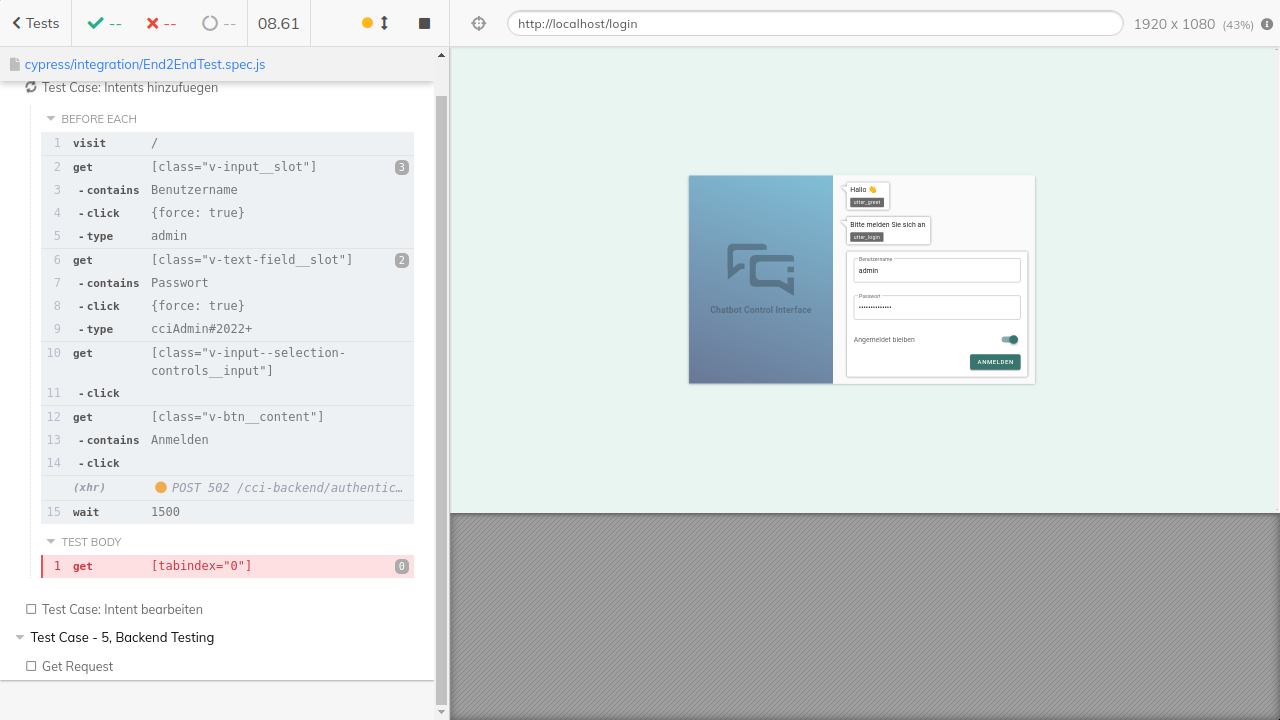 Tests
--
--
--
08.61
http://localhost/login
1920 x 1080 (43%)
cypress/integration/End2EndTest.spec.js
Test Case: Intents hinzufuegen
BEFORE EACH
1 visit /
2 get [class="v-input__slot"] 3
3 -contains Benutzername
4 -click {force: true}
5 -type admin
6 get [class="v-text-field__slot"] 2
7 -contains Passwort
8 -click {force: true}
9 -type cciAdmin#2022+
10 get [class="v-input--selection-
controls__input"]
11 -click
12 get [class="v-btn__content"]
13 -contains Anmelden
14 -click
(xhr) POST 502 /cci-backend/authentic…
15 wait 1500
TEST BODY
1 get [tabindex="0"] 0
Test Case: Intent bearbeiten
Test Case - 5, Backend Testing
Get Request
Chatbot Control Interface
Hallo 👋
utter_greet
Bitte melden Sie sich an
utter_login
Benutzername
admin
Passwort
••••••••••••••
Angemeldet bleiben
ANMELDEN